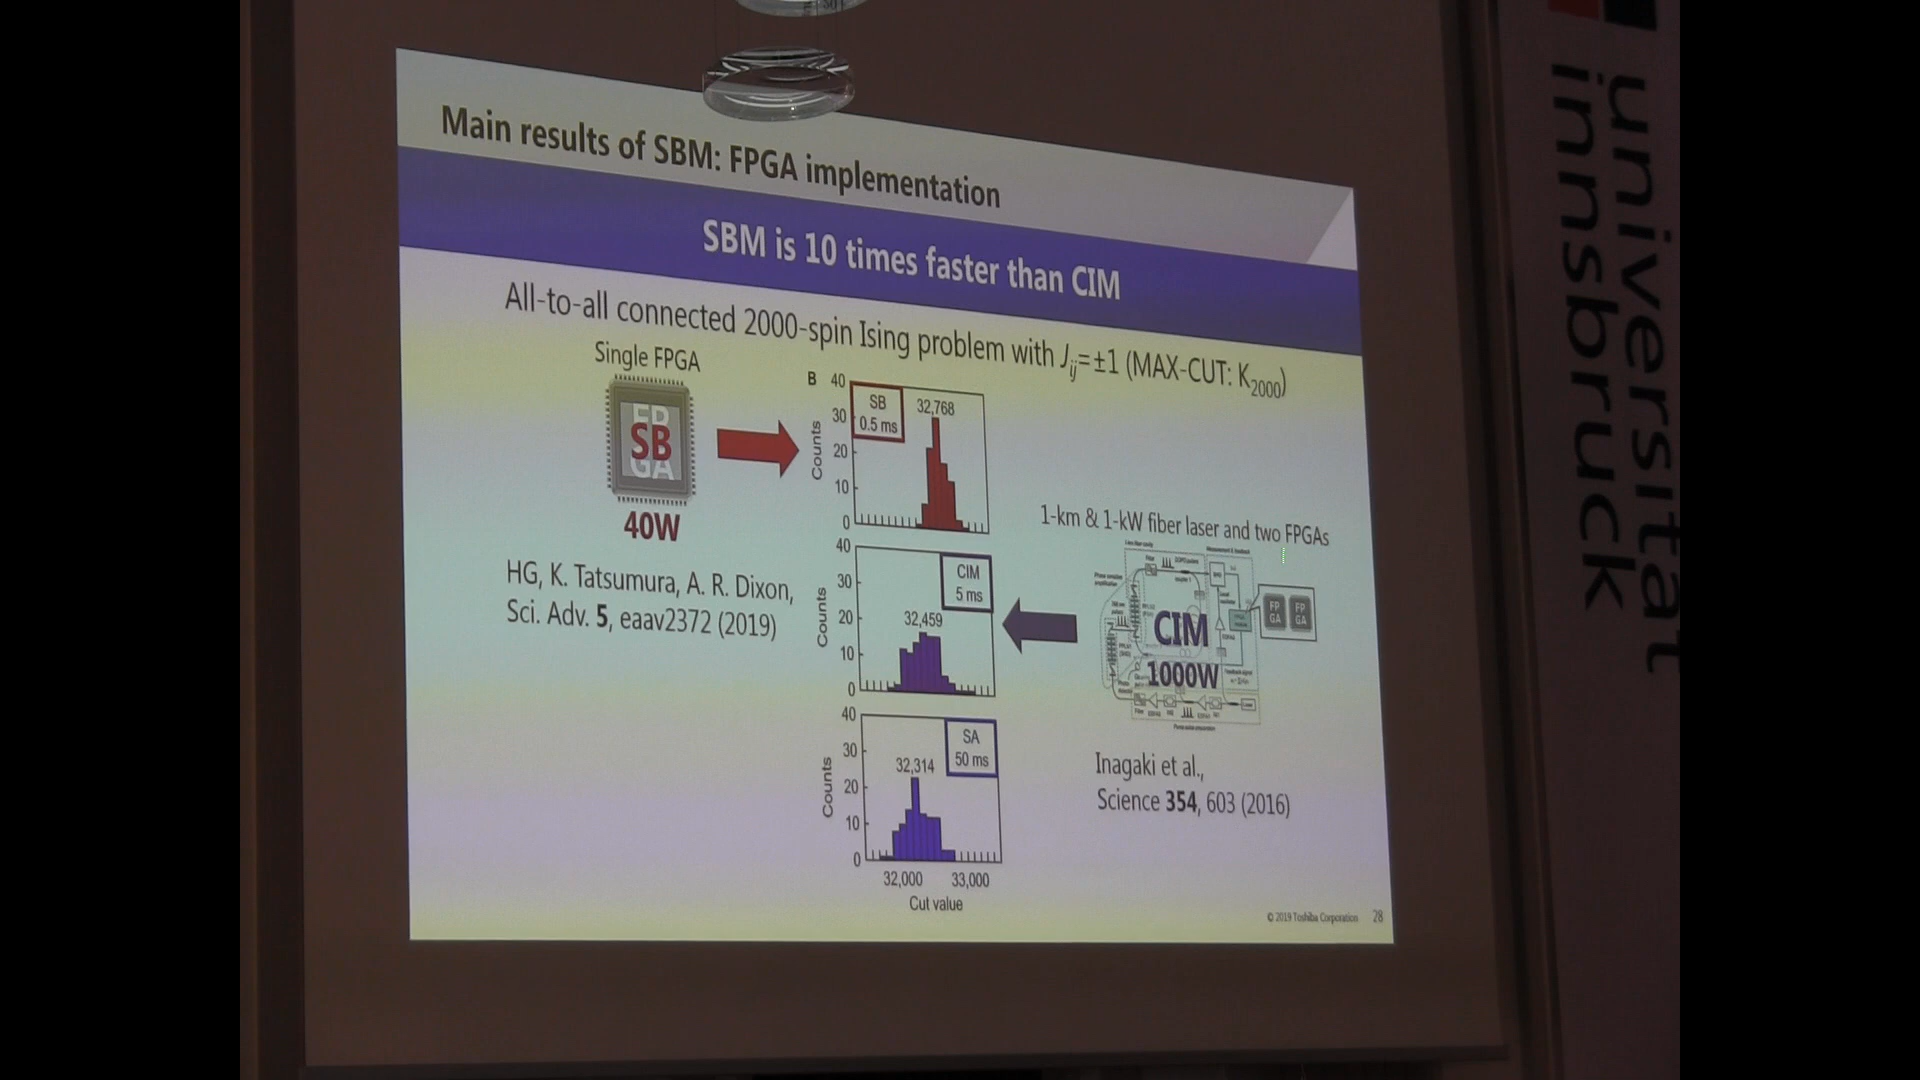 Main results of SBM: FPGA implementation
SBM is 10 times faster than CIM
All-to-all connected 2000-spin Ising problem with Jij=±1 (MAX-CUT: K2000)
Single FPGA
FP
SB
GA
40W
HG, K. Tatsumura, A. R. Dixon,
Sci. Adv. 5, eaav2372 (2019)
B
40
30
20
10
0
Counts
SB
0.5 ms
32,768
40
30
20
10
0
Counts
CIM
5 ms
32,459
40
30
20
10
0
Counts
SA
50 ms
32,314
32,000 33,000
Cut value
1-km & 1-kW fiber laser and two FPGAs
CIM
1000W
FP
GA
FP
GA
Inagaki et al.,
Science 354, 603 (2016)
© 2019 Toshiba Corporation 28
universität
innsbruck